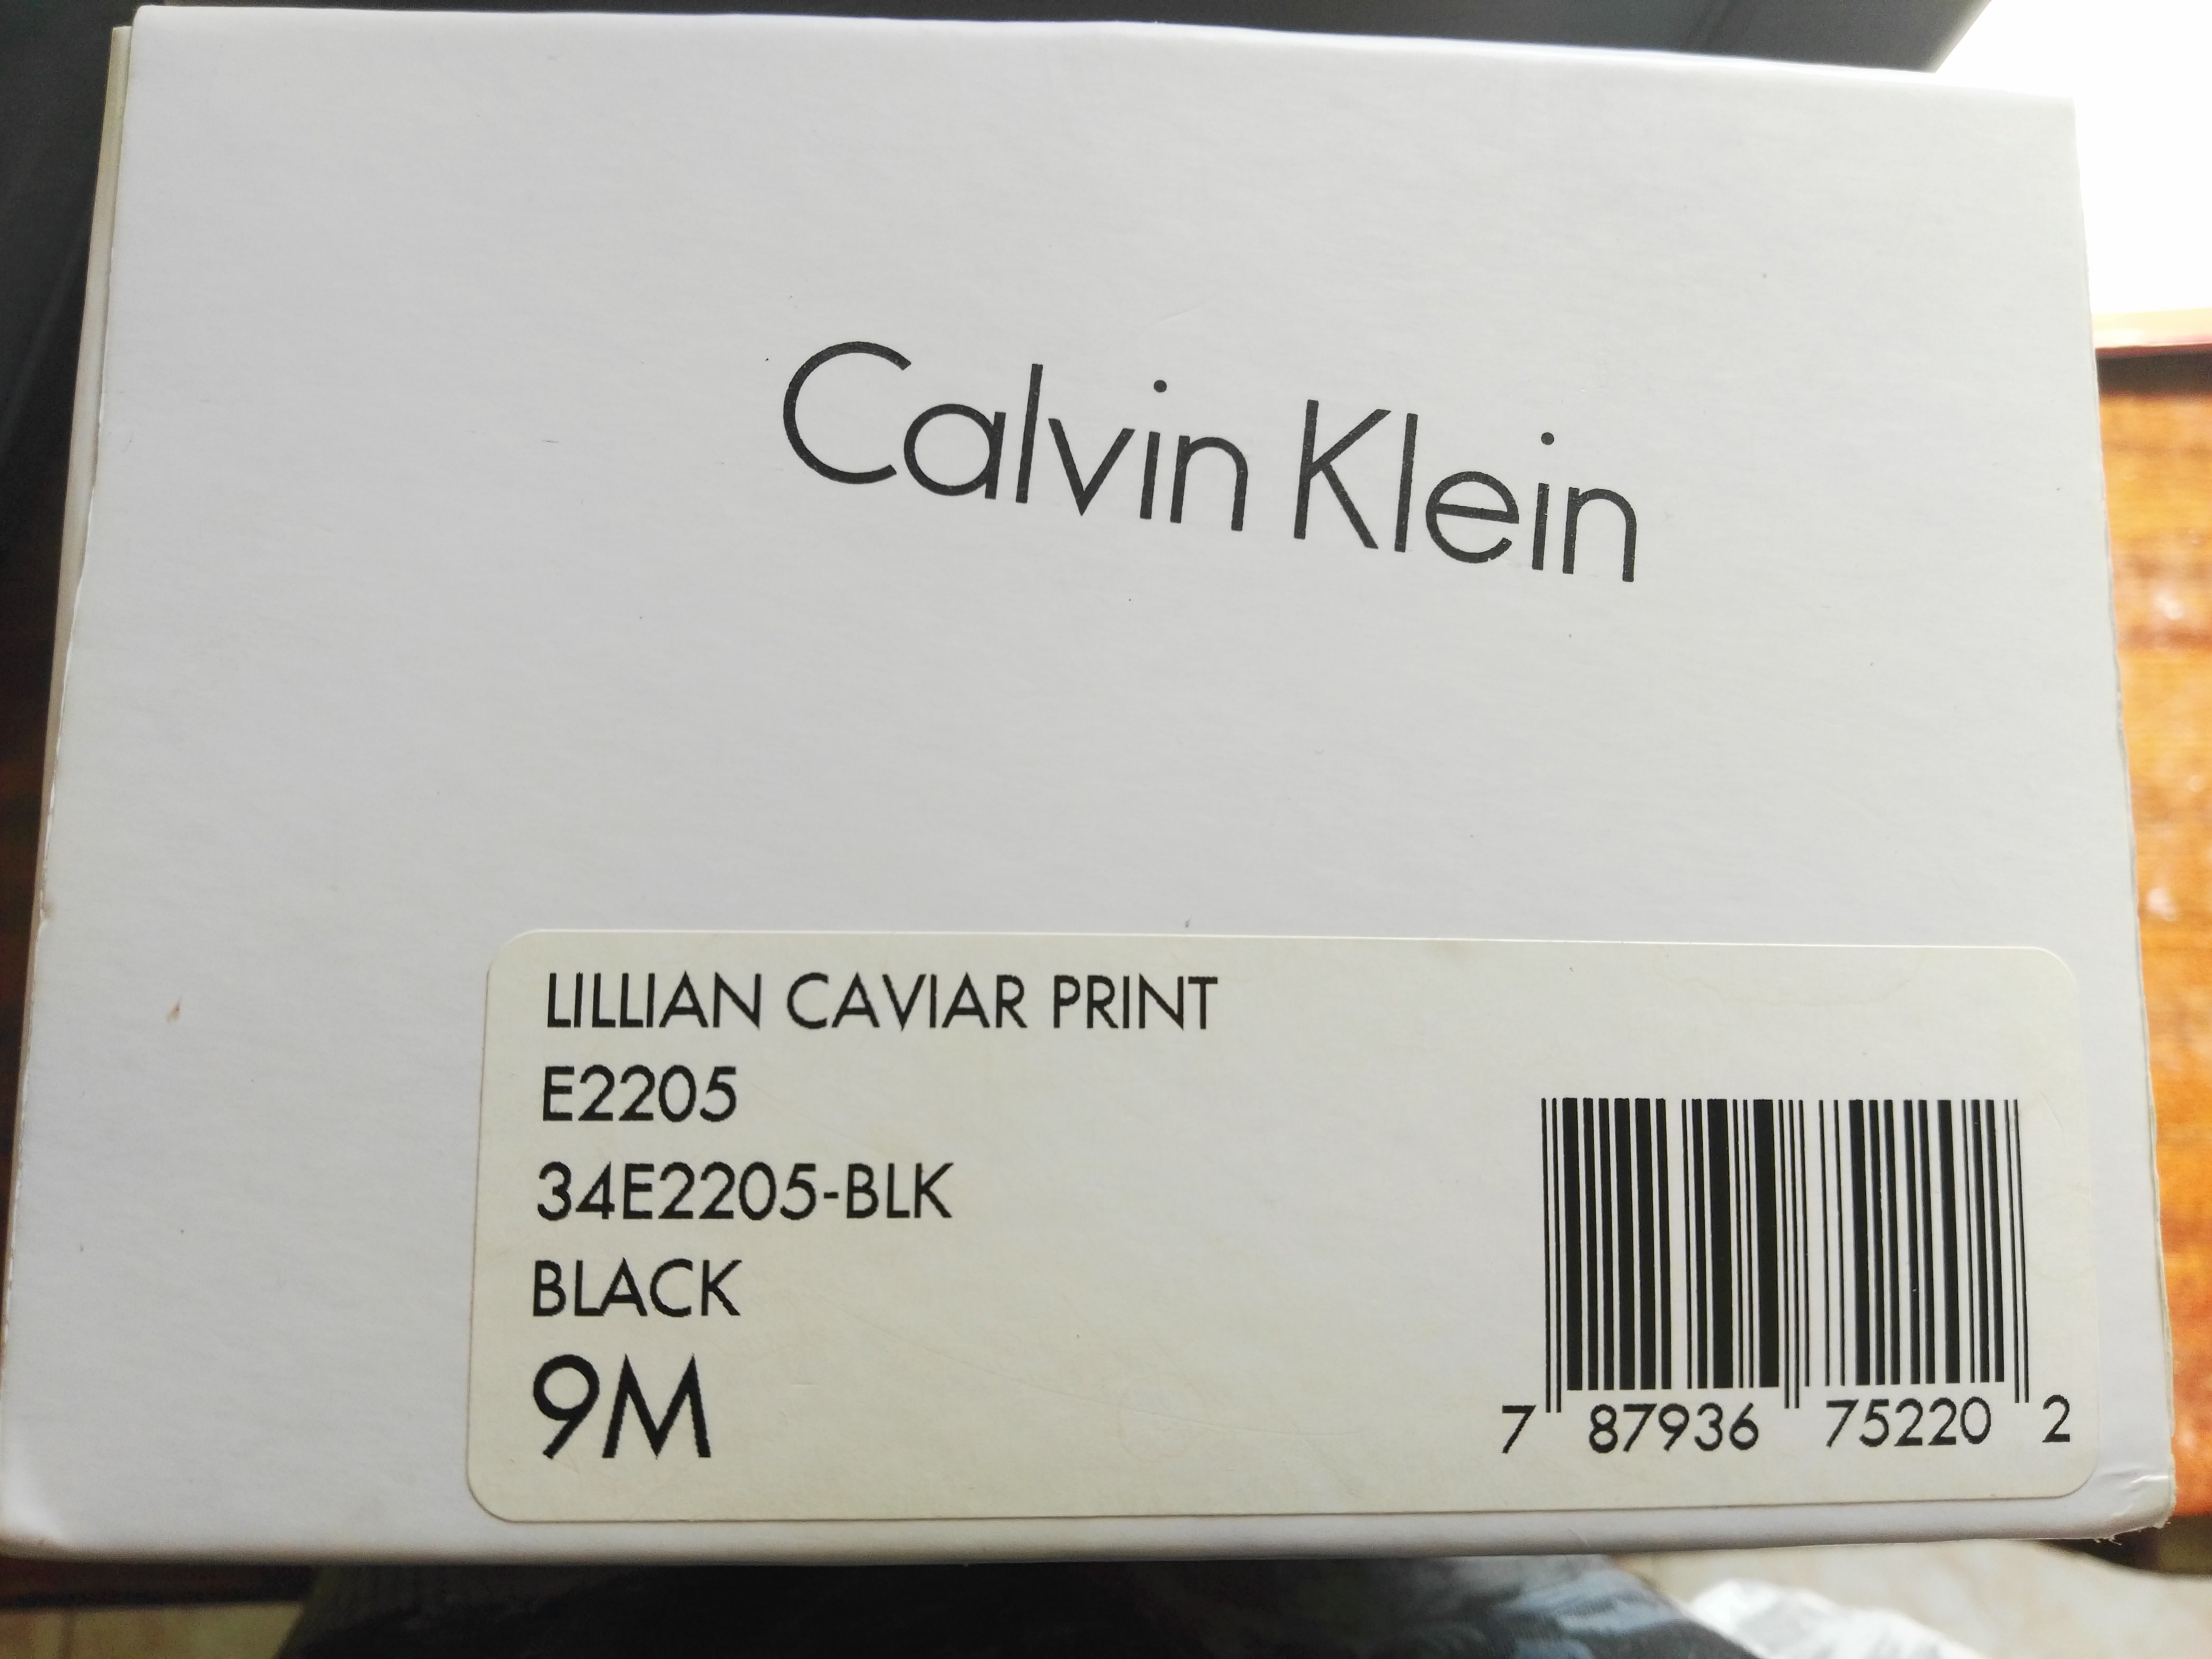 Calvin Klein
LILLIAN CAVIAR PRINT
E2205
34E2205-BLK
BLACK
9M
7 87936 75220 2